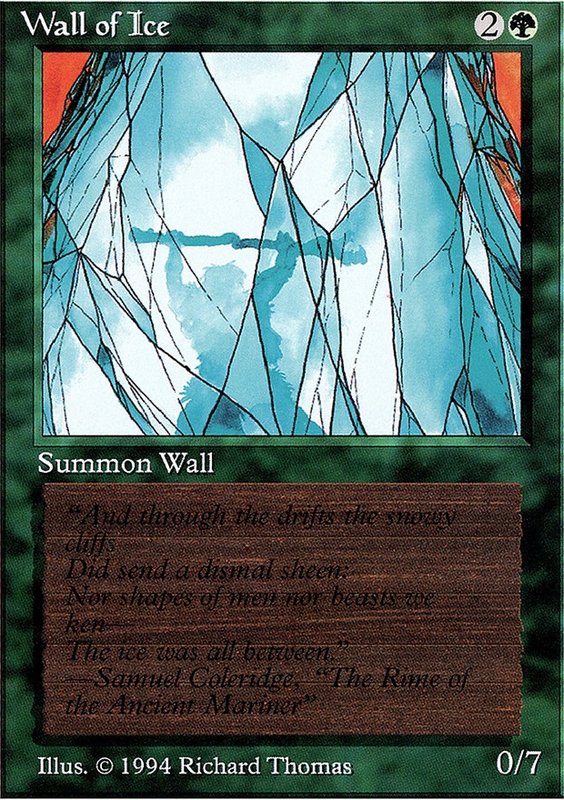 Wall of Ice
2
Summon Wall
“And through the drifts the snowy
cliffs
Did send a dismal sheen:
Nor shapes of men nor beasts we
ken—
The ice was all between.”
—Samuel Coleridge, “The Rime of
the Ancient Mariner”
Illus. © 1994 Richard Thomas
0/7